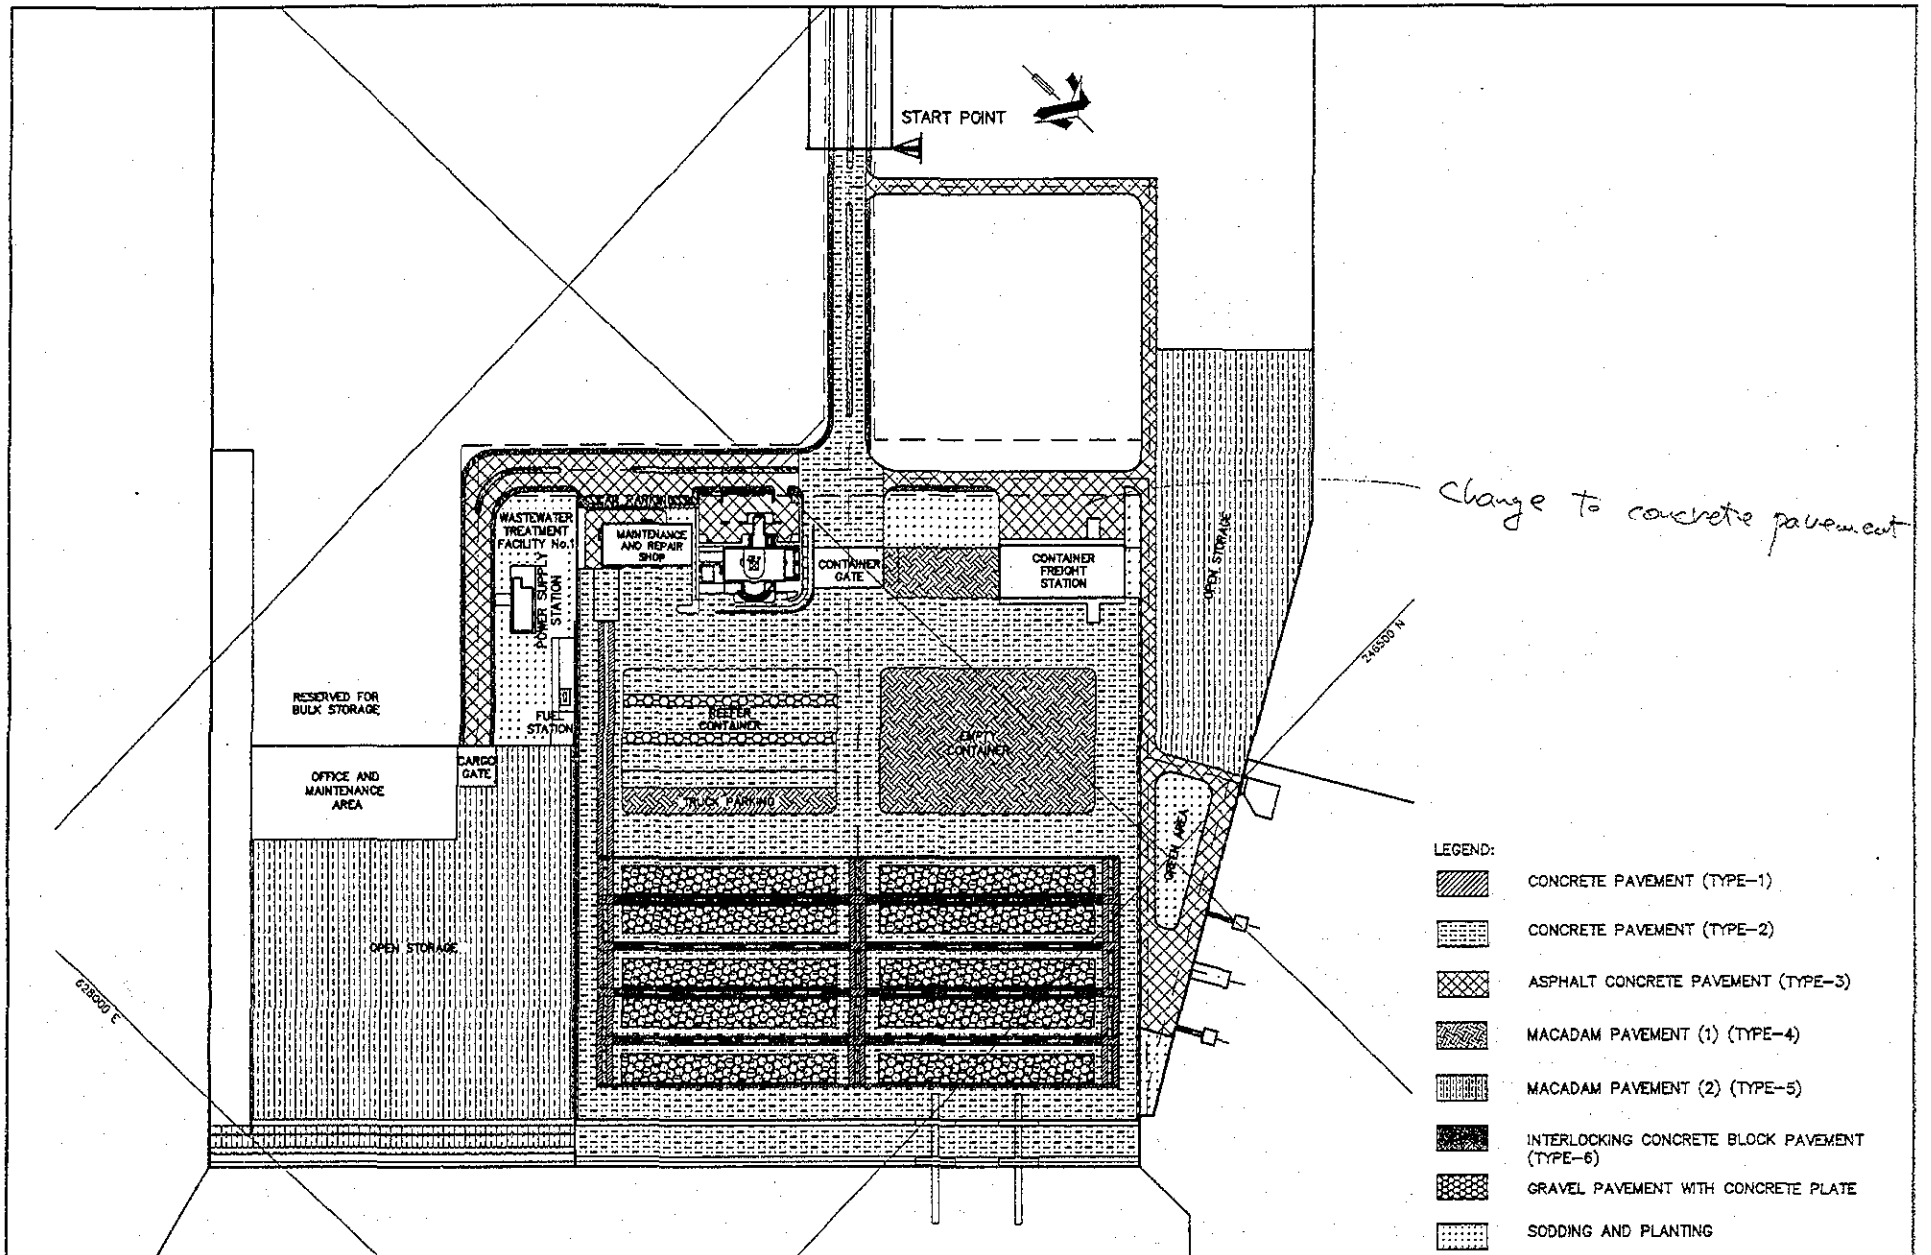 START POINT
Change to concrete pavement
CAR PARKING
WASTEWATER
TREATMENT
FACILITY No.1
MAINTENANCE
AND REPAIR
SHOP
CONTAINER
GATE
CONTAINER
FREIGHT
STATION
OPEN STORAGE
POWER SUPPLY
STATION
246500 N
RESERVED FOR
BULK STORAGE
FUEL
STATION
REEFER
CONTAINER
EMPTY
CONTAINER
CARGO
GATE
OFFICE AND
MAINTENANCE
AREA
TRUCK PARKING
GREEN AREA
OPEN STORAGE
628000 E
LEGEND:
CONCRETE PAVEMENT (TYPE-1)
CONCRETE PAVEMENT (TYPE-2)
ASPHALT CONCRETE PAVEMENT (TYPE-3)
MACADAM PAVEMENT (1) (TYPE-4)
MACADAM PAVEMENT (2) (TYPE-5)
INTERLOCKING CONCRETE BLOCK PAVEMENT
(TYPE-6)
GRAVEL PAVEMENT WITH CONCRETE PLATE
SODDING AND PLANTING